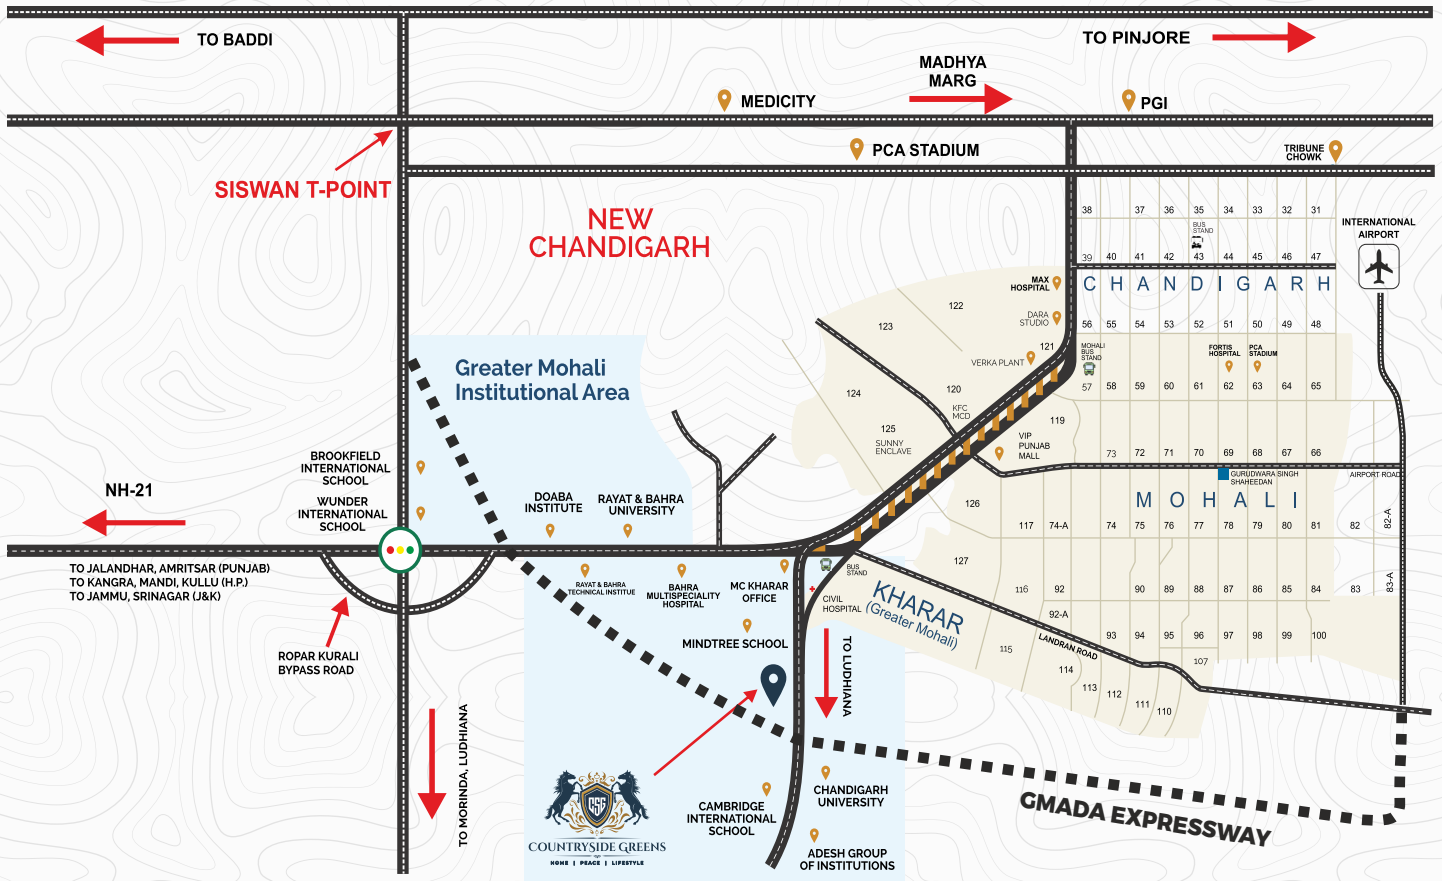 TO BADDI
TO PINJORE
MADHYA
MARG
MEDICITY
PGI
PCA STADIUM
TRIBUNE
CHOWK
SISWAN T-POINT
NEW
CHANDIGARH
38 37 36 35 34 33 32 31
BUS
STAND
INTERNATIONAL
AIRPORT
39 40 41 42 43 44 45 46 47
MAX
HOSPITAL
CHANDIGARH
122
123
DARA
STUDIO
56 55 54 53 52 51 50 49 48
121
MOHALI
BUS
STAND
FORTIS
HOSPITAL
PCA
STADIUM
VERKA PLANT
Greater Mohali
Institutional Area
124
120
57 58 59 60 61 62 63 64 65
KFC
MCD
119
125
SUNNY
ENCLAVE
VIP
PUNJAB
MALL
73 72 71 70 69 68 67 66
BROOKFIELD
INTERNATIONAL
SCHOOL
GURUDWARA SINGH
SHAHEEDAN
AIRPORT ROAD
NH-21
WUNDER
INTERNATIONAL
SCHOOL
DOABA
INSTITUTE
RAYAT & BAHRA
UNIVERSITY
126
MOHALI
117 74-A 74 75 76 77 78 79 80 81 82 82-A
TO JALANDHAR, AMRITSAR (PUNJAB)
TO KANGRA, MANDI, KULLU (H.P.)
TO JAMMU, SRINAGAR (J&K)
RAYAT & BAHRA
TECHNICAL INSTITUE
BAHRA
MULTISPECIALITY
HOSPITAL
MC KHARAR
OFFICE
BUS
STAND
127
CIVIL
HOSPITAL
KHARAR
(Greater Mohali)
116 92 90 89 88 87 86 85 84 83 83-A
92-A
93 94 95 96 97 98 99 100
MINDTREE SCHOOL
TO LUDHIANA
LANDRAN ROAD
115
114
107
113 112 111 110
ROPAR KURALI
BYPASS ROAD
TO MORINDA, LUDHIANA
CHANDIGARH
UNIVERSITY
GMADA EXPRESSWAY
CSG
COUNTRYSIDE GREENS
HOME | PEACE | LIFESTYLE
CAMBRIDGE
INTERNATIONAL
SCHOOL
ADESH GROUP
OF INSTITUTIONS